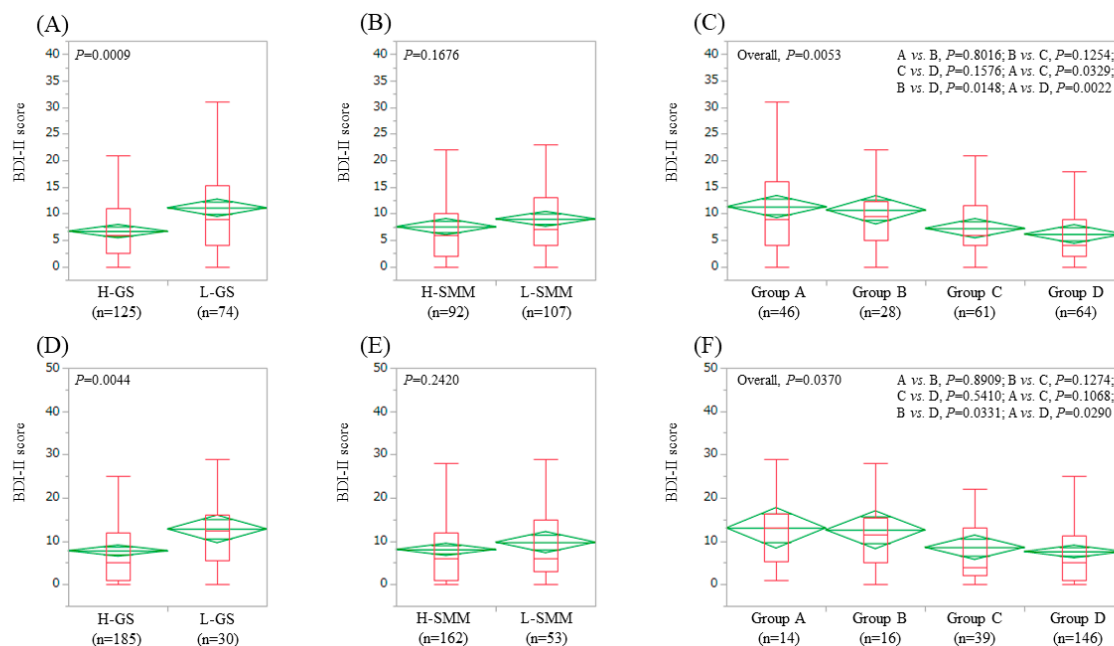 (A)
P=0.0009
BDI-II score
40
35
30
25
20
15
10
5
0
H-GS
(n=125)
L-GS
(n=74)
(B)
P=0.1676
BDI-II score
40
35
30
25
20
15
10
5
0
H-SMM
(n=92)
L-SMM
(n=107)
(C)
Overall, P=0.0053
A vs. B, P=0.8016; B vs. C, P=0.1254;
C vs. D, P=0.1576; A vs. C, P=0.0329;
B vs. D, P=0.0148; A vs. D, P=0.0022
BDI-II score
40
35
30
25
20
15
10
5
0
Group A
(n=46)
Group B
(n=28)
Group C
(n=61)
Group D
(n=64)
(D)
P=0.0044
BDI-II score
50
40
30
20
10
0
H-GS
(n=185)
L-GS
(n=30)
(E)
P=0.2420
BDI-II score
50
40
30
20
10
0
H-SMM
(n=162)
L-SMM
(n=53)
(F)
Overall, P=0.0370
A vs. B, P=0.8909; B vs. C, P=0.1274;
C vs. D, P=0.5410; A vs. C, P=0.1068;
B vs. D, P=0.0331; A vs. D, P=0.0290
BDI-II score
50
40
30
20
10
0
Group A
(n=14)
Group B
(n=16)
Group C
(n=39)
Group D
(n=146)